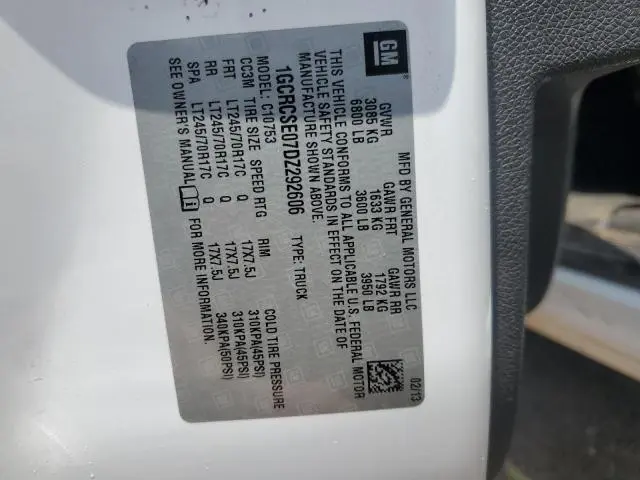 GM
MFD BY GENERAL MOTORS LLC 02/13
GVWR GAWR FRT GAWR RR
3085 KG 1633 KG 1792 KG
6800 LB 3600 LB 3950 LB
THIS VEHICLE CONFORMS TO ALL APPLICABLE U.S. FEDERAL MOTOR
VEHICLE SAFETY STANDARDS IN EFFECT ON THE DATE OF
MANUFACTURE SHOWN ABOVE.
1GCRCSE07DZ292606 TYPE: TRUCK
MODEL: C10753
CC3M TIRE SIZE SPEED RTG RIM COLD TIRE PRESSURE
FRT LT245/70R17C Q 17X7.5J 310KPA(45PSI)
RR LT245/70R17C Q 17X7.5J 310KPA(45PSI)
SPA LT245/70R17C Q 17X7.5J 340KPA(50PSI)
SEE OWNER'S MANUAL FOR MORE INFORMATION.